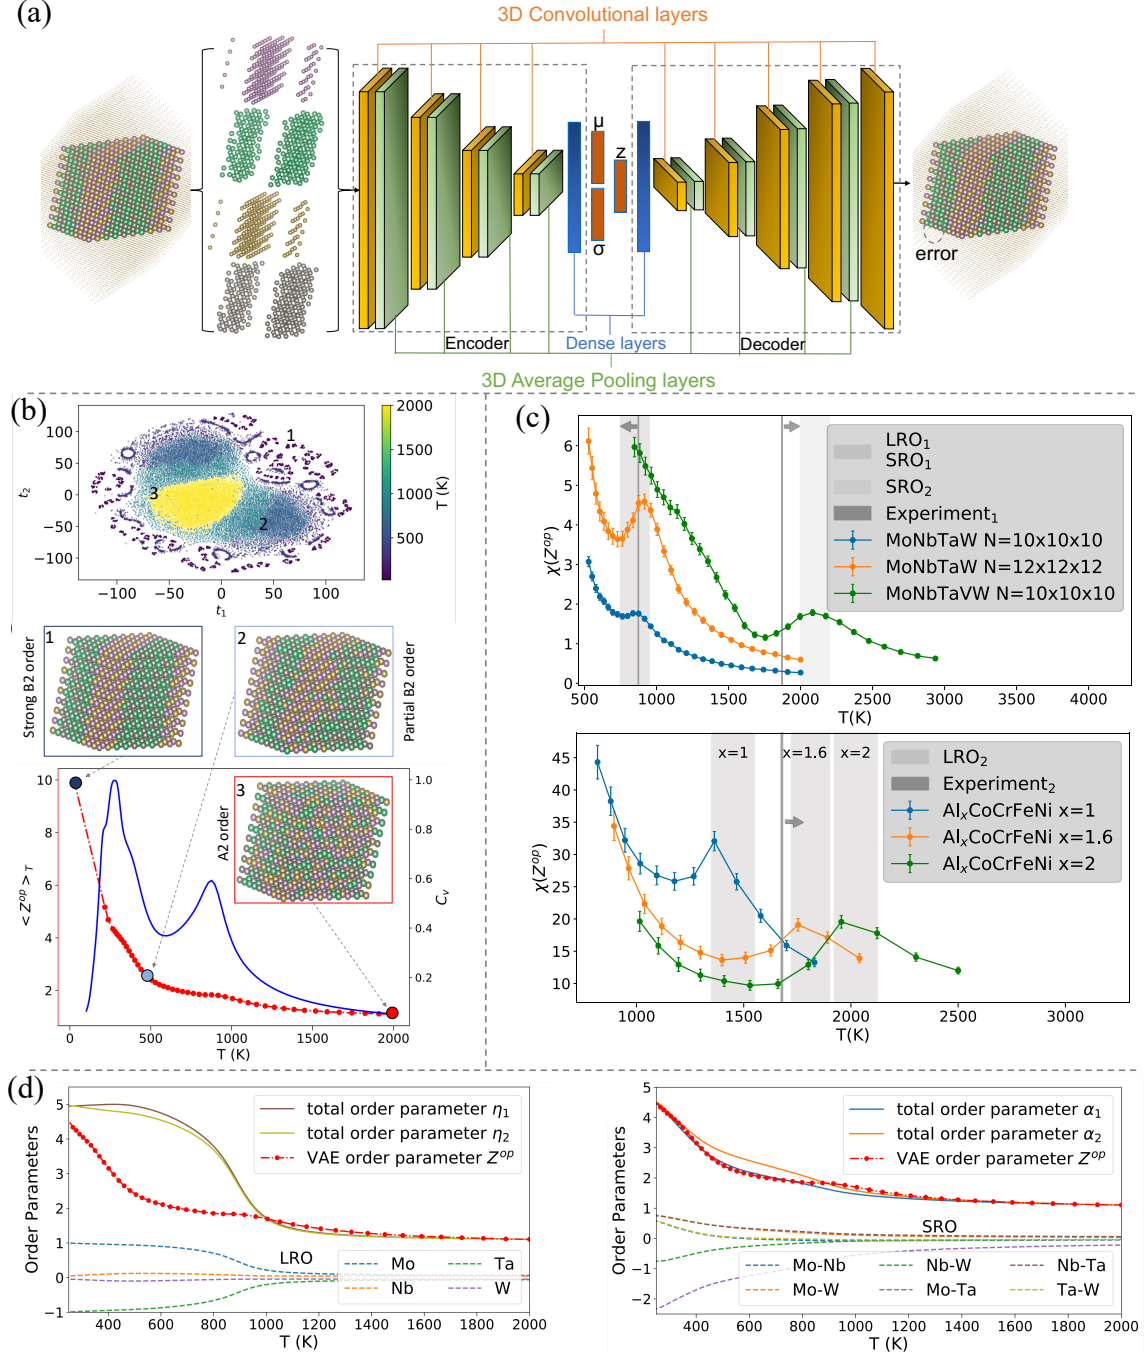 (a)
3D Convolutional layers
μ
z
σ
error
Encoder
Dense layers
Decoder
3D Average Pooling layers
(b)
100
50
0
−50
−100
t₂
−100
−50
0
50
100
t₁
1
2
3
2000
1500
1000
500
T (K)
1
Strong B2 order
2
Partial B2 order
3
A2 order
10
8
6
4
2
< Z^{op} >_T
1.0
0.8
0.6
0.4
0.2
C_v
0
500
1000
1500
2000
T (K)
(c)
6
5
4
3
2
1
0
χ(Z^{op})
LRO₁
SRO₁
SRO₂
Experiment₁
MoNbTaW N=10x10x10
MoNbTaW N=12x12x12
MoNbTaVW N=10x10x10
500
1000
1500
2000
2500
3000
3500
4000
T(K)
45
40
35
30
25
20
15
10
χ(Z^{op})
x=1
x=1.6
x=2
LRO₂
Experiment₂
AlₓCoCrFeNi x=1
AlₓCoCrFeNi x=1.6
AlₓCoCrFeNi x=2
1000
1500
2000
2500
3000
T(K)
(d)
5
4
3
2
1
0
−1
Order Parameters
total order parameter η₁
total order parameter η₂
VAE order parameter Z^{op}
LRO
Mo
Ta
Nb
W
400
600
800
1000
1200
1400
1600
1800
2000
T (K)
5
4
3
2
1
0
−1
−2
Order Parameters
total order parameter α₁
total order parameter α₂
VAE order parameter Z^{op}
SRO
Mo-Nb
Nb-W
Nb-Ta
Mo-W
Mo-Ta
Ta-W
400
600
800
1000
1200
1400
1600
1800
2000
T (K)